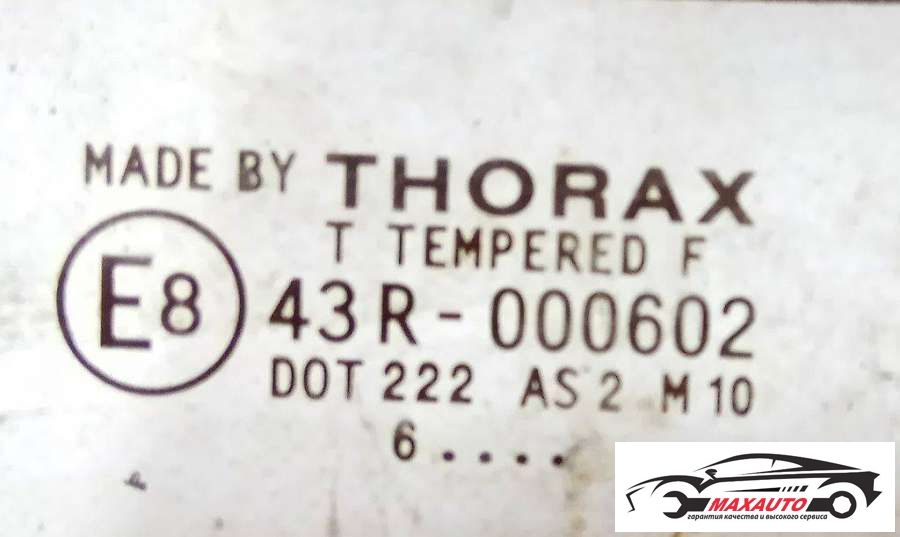 MADE BY THORAX
T TEMPERED F
E8 43R-000602
DOT 222 AS 2 M 10
6 ....
MAXAUTO
гарантия качества и высокого сервиса